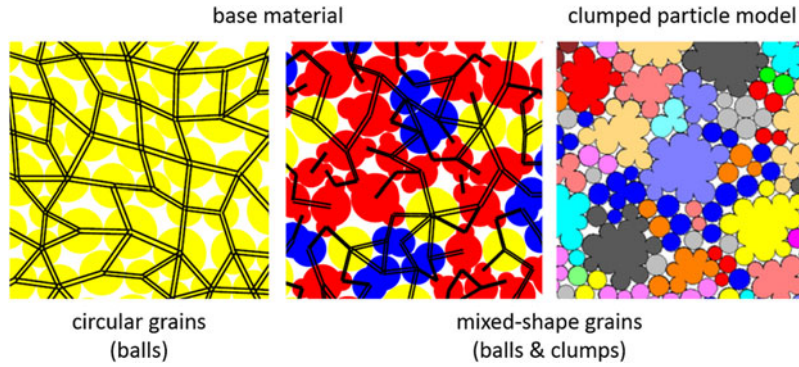 base material
clumped particle model
circular grains
(balls)
mixed-shape grains
(balls & clumps)